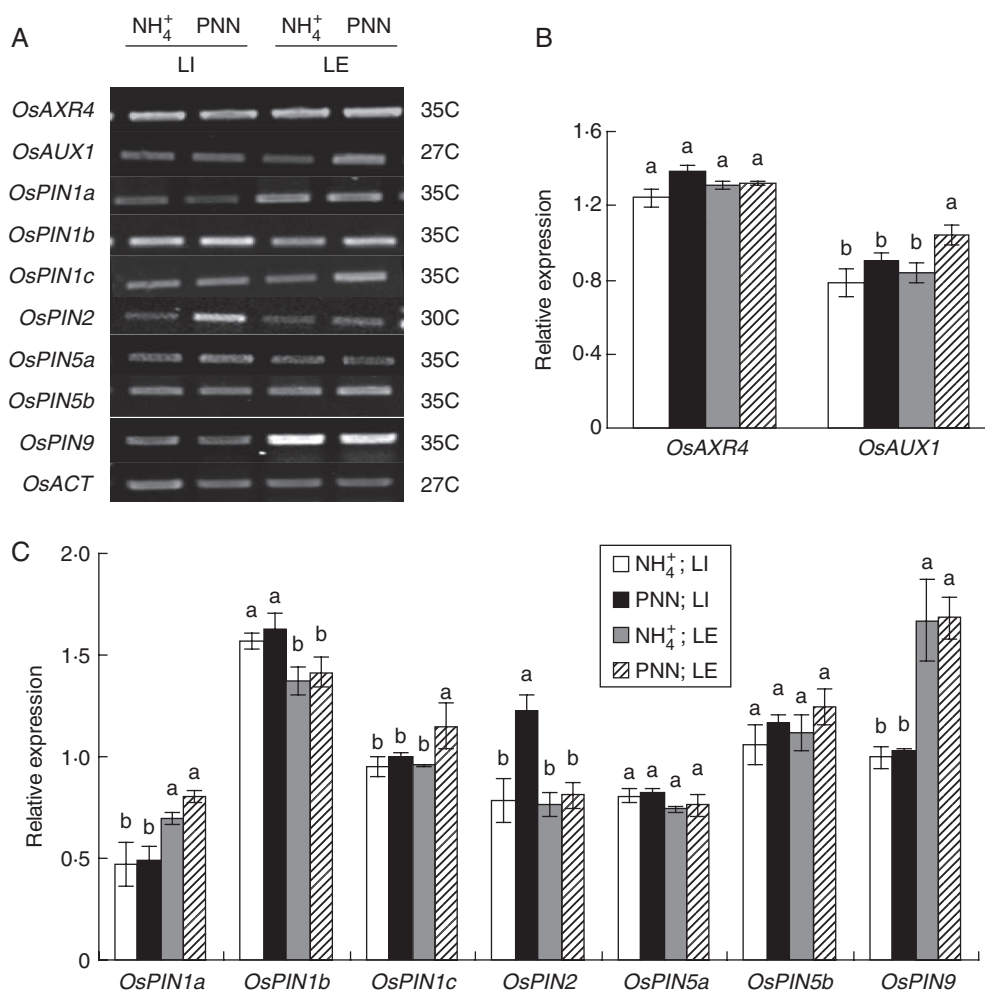 A
NH₄⁺ PNN NH₄⁺ PNN
LI LE
OsAXR4 35C
OsAUX1 27C
OsPIN1a 35C
OsPIN1b 35C
OsPIN1c 35C
OsPIN2 30C
OsPIN5a 35C
OsPIN5b 35C
OsPIN9 35C
OsACT 27C
B
Relative expression
1·6
1·2
0·8
0·4
0
a a a a
b b b a
OsAXR4 OsAUX1
C
Relative expression
2·0
1·5
1·0
0·5
0
NH₄⁺; LI
PNN; LI
NH₄⁺; LE
PNN; LE
b b a a
a a b b
b b b a
b a b b
a a a a
a a a a
b b a a
OsPIN1a OsPIN1b OsPIN1c OsPIN2 OsPIN5a OsPIN5b OsPIN9